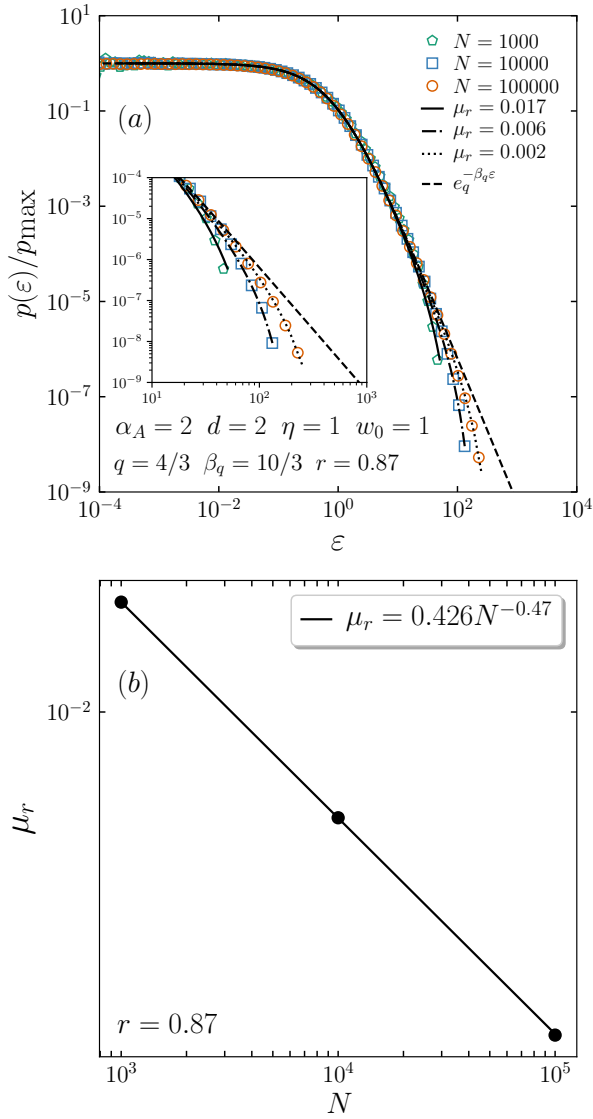 10^1
10^{-1}
10^{-3}
10^{-5}
10^{-7}
10^{-9}
p(ε)/p_max
(a)
N = 1000
N = 10000
N = 100000
μ_r = 0.017
μ_r = 0.006
μ_r = 0.002
e_q^{-β_q ε}
10^{-4}
10^{-5}
10^{-6}
10^{-7}
10^{-8}
10^{-9}
10^1 10^2 10^3
α_A = 2 d = 2 η = 1 w_0 = 1
q = 4/3 β_q = 10/3 r = 0.87
10^{-4} 10^{-2} 10^0 10^2 10^4
ε
μ_r = 0.426N^{-0.47}
(b)
10^{-2}
μ_r
r = 0.87
10^3 10^4 10^5
N